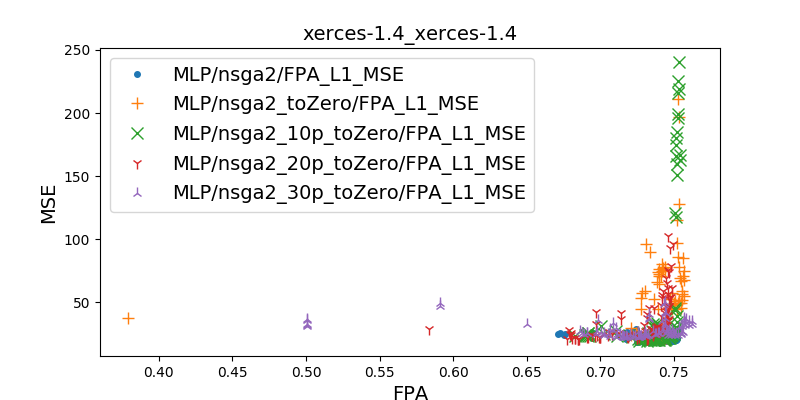 xerces-1.4_xerces-1.4
250
200
150
100
50
MSE
MLP/nsga2/FPA_L1_MSE
MLP/nsga2_toZero/FPA_L1_MSE
MLP/nsga2_10p_toZero/FPA_L1_MSE
MLP/nsga2_20p_toZero/FPA_L1_MSE
MLP/nsga2_30p_toZero/FPA_L1_MSE
0.40 0.45 0.50 0.55 0.60 0.65 0.70 0.75
FPA